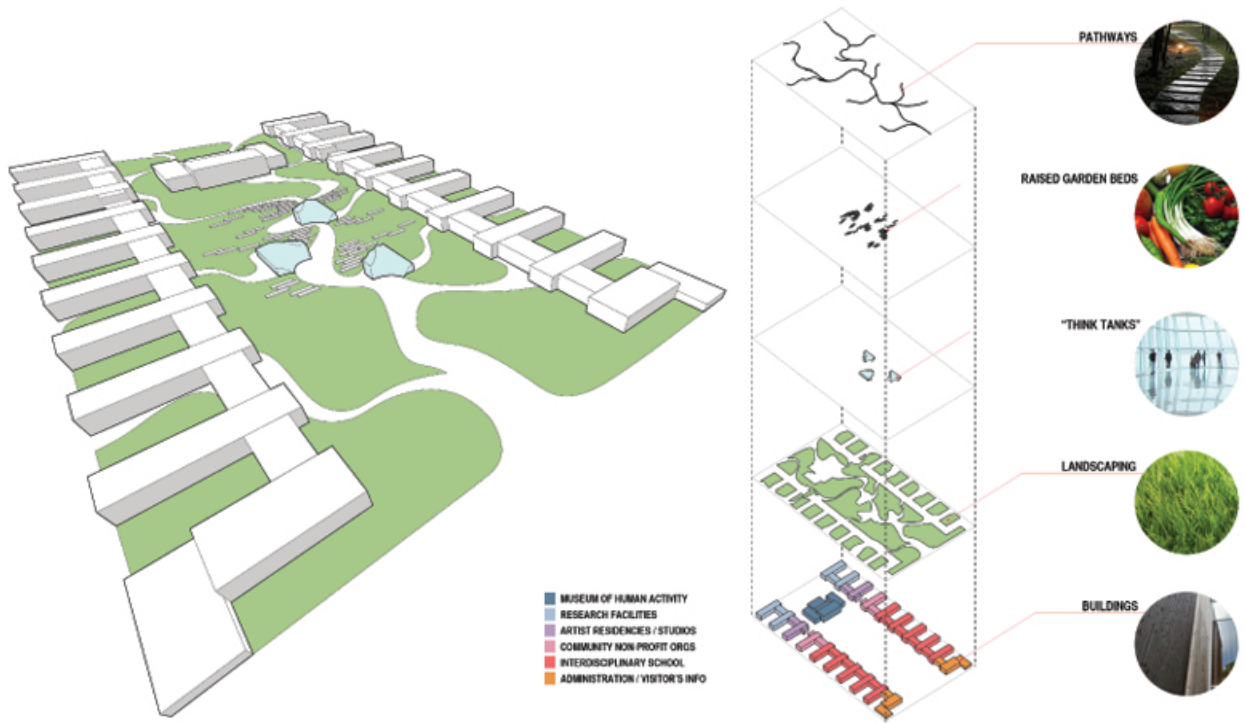 PATHWAYS
RAISED GARDEN BEDS
"THINK TANKS"
LANDSCAPING
BUILDINGS
MUSEUM OF HUMAN ACTIVITY
RESEARCH FACILITIES
ARTIST RESIDENCIES / STUDIOS
COMMUNITY NON-PROFIT ORGS
INTERDISCIPLINARY SCHOOL
ADMINISTRATION / VISITOR'S INFO